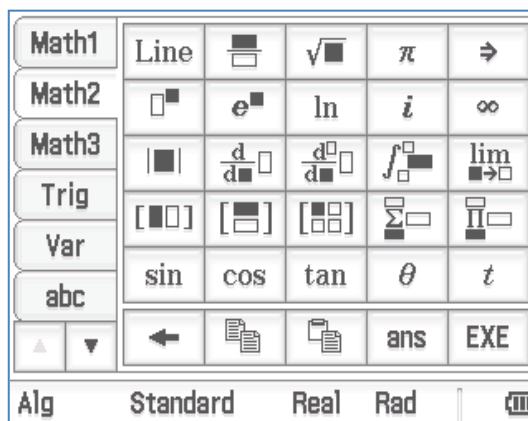 Math1 Line √ π ⇒
Math2 e ln i ∞
Math3 | | d/d d/d ∫ lim →
Trig [ ] [ ] [ ] Σ Π
Var sin cos tan θ t
abc
ans EXE
Alg Standard Real Rad